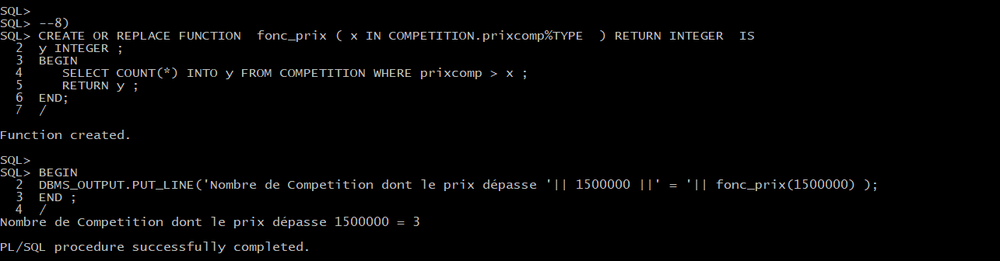 SQL>
SQL> --8)
SQL> CREATE OR REPLACE FUNCTION  fonc_prix ( x IN COMPETITION.prixcomp%TYPE  ) RETURN INTEGER  IS
  2  y INTEGER ;
  3  BEGIN
  4     SELECT COUNT(*) INTO y FROM COMPETITION WHERE prixcomp > x ;
  5     RETURN y ;
  6  END;
  7  /
Function created.
SQL>
SQL> BEGIN
  2  DBMS_OUTPUT.PUT_LINE('Nombre de Competition dont le prix dépasse '|| 1500000 ||' = '|| fonc_prix(1500000) );
  3  END ;
  4  /
Nombre de Competition dont le prix dépasse 1500000 = 3
PL/SQL procedure successfully completed.